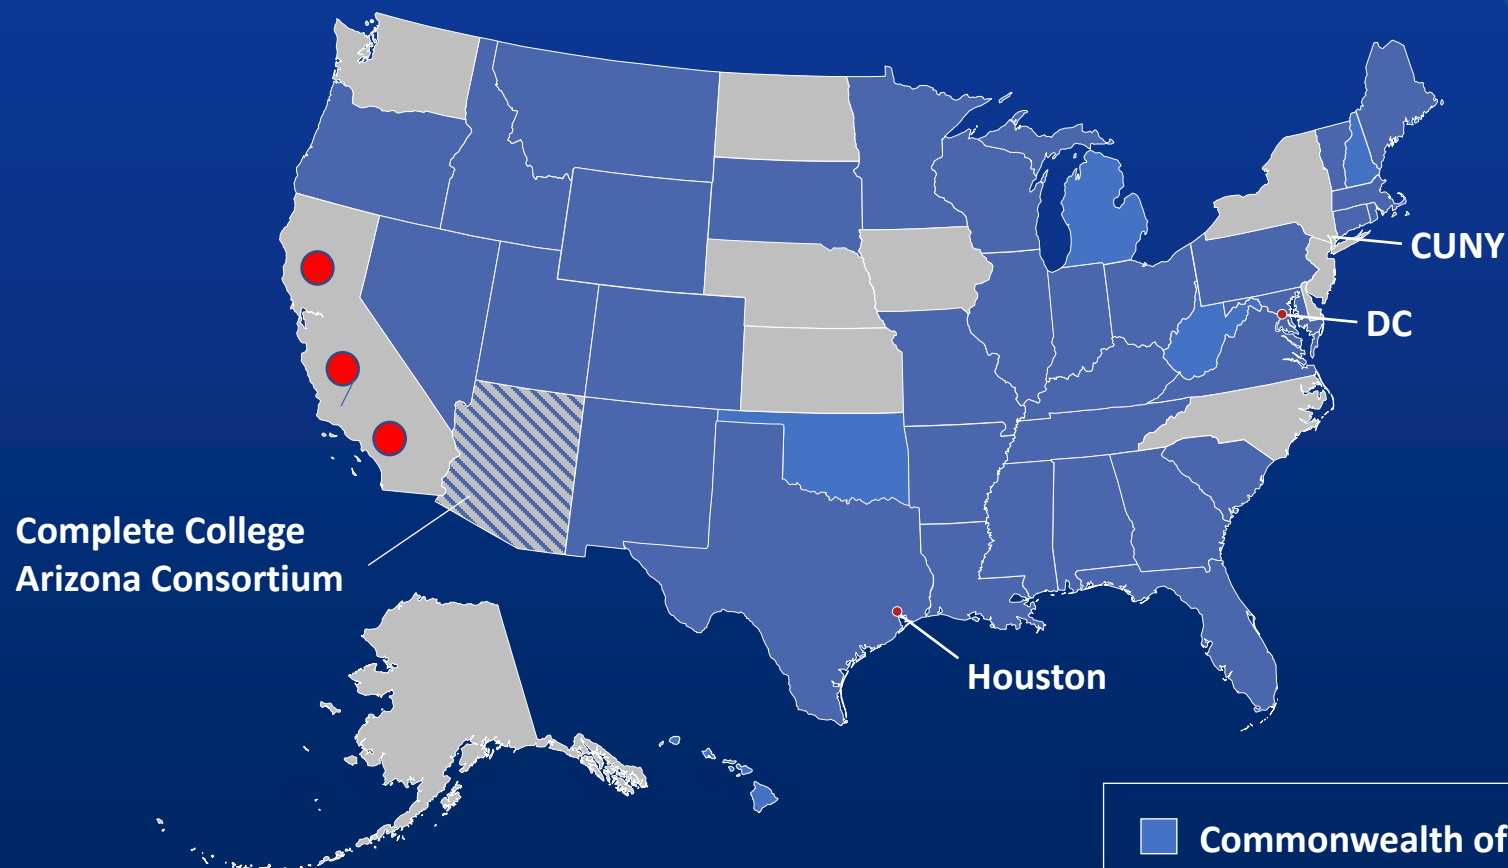 CUNY
DC
Complete College
Arizona Consortium
Houston
Commonwealth of